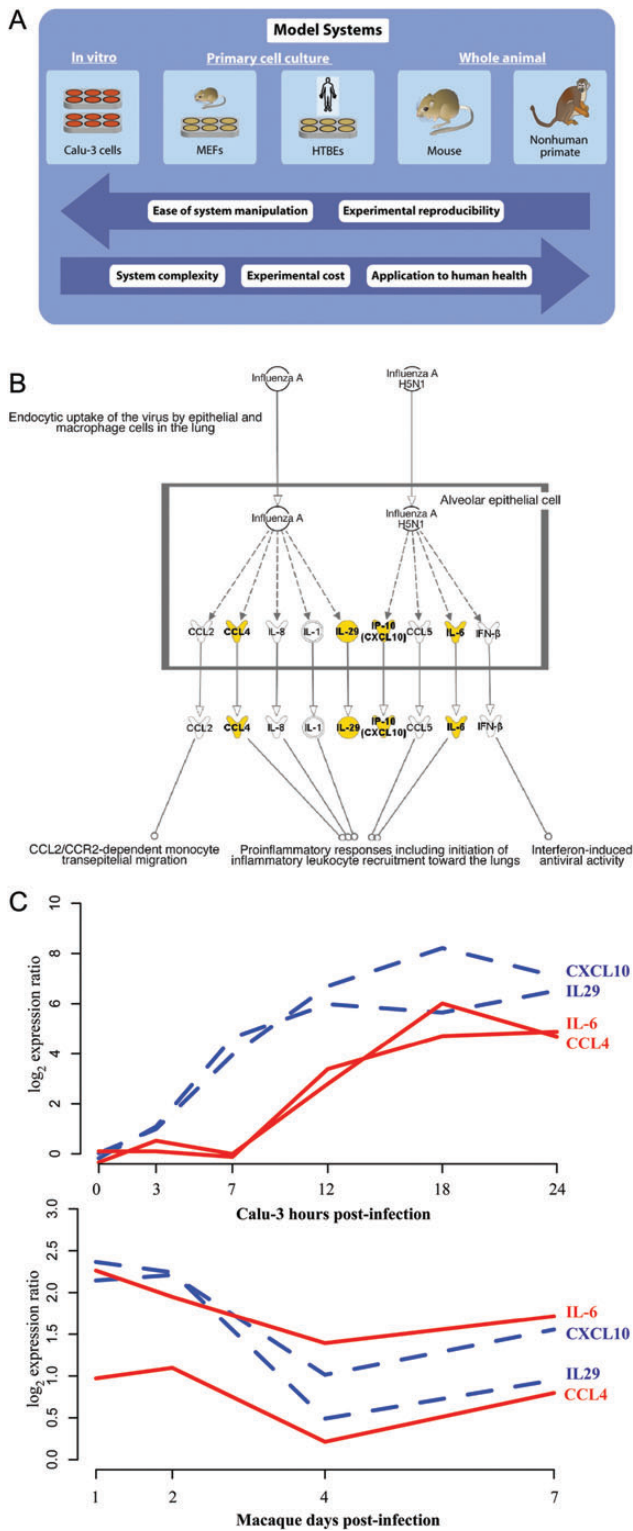 A
Model Systems
In vitro
Primary cell culture
Whole animal
Calu-3 cells
MEFs
HTBEs
Mouse
Nonhuman
primate
Ease of system manipulation
Experimental reproducibility
System complexity
Experimental cost
Application to human health
B
Influenza A
Influenza A
H5N1
Endocytic uptake of the virus by epithelial and
macrophage cells in the lung
Alveolar epithelial cell
Influenza A
Influenza A
H5N1
CCL2
CCL4
IL-8
IL-1
IL-29
IP-10
(CXCL10)
CCL5
IL-6
IFN-β
CCL2
CCL4
IL-8
IL-1
IL-29
IP-10
(CXCL10)
CCL5
IL-6
IFN-β
CCL2/CCR2-dependent monocyte
transepitelial migration
Proinflammatory responses including initiation of
inflammatory leukocyte recruitment toward the lungs
Interferon-induced
antiviral activity
C
log2 expression ratio
10
8
6
4
2
0
CXCL10
IL29
IL-6
CCL4
0 3 7 12 18 24
Calu-3 hours post-infection
log2 expression ratio
3.0
2.5
2.0
1.5
1.0
0.5
0.0
IL-6
CXCL10
IL29
CCL4
1 2 4 7
Macaque days post-infection